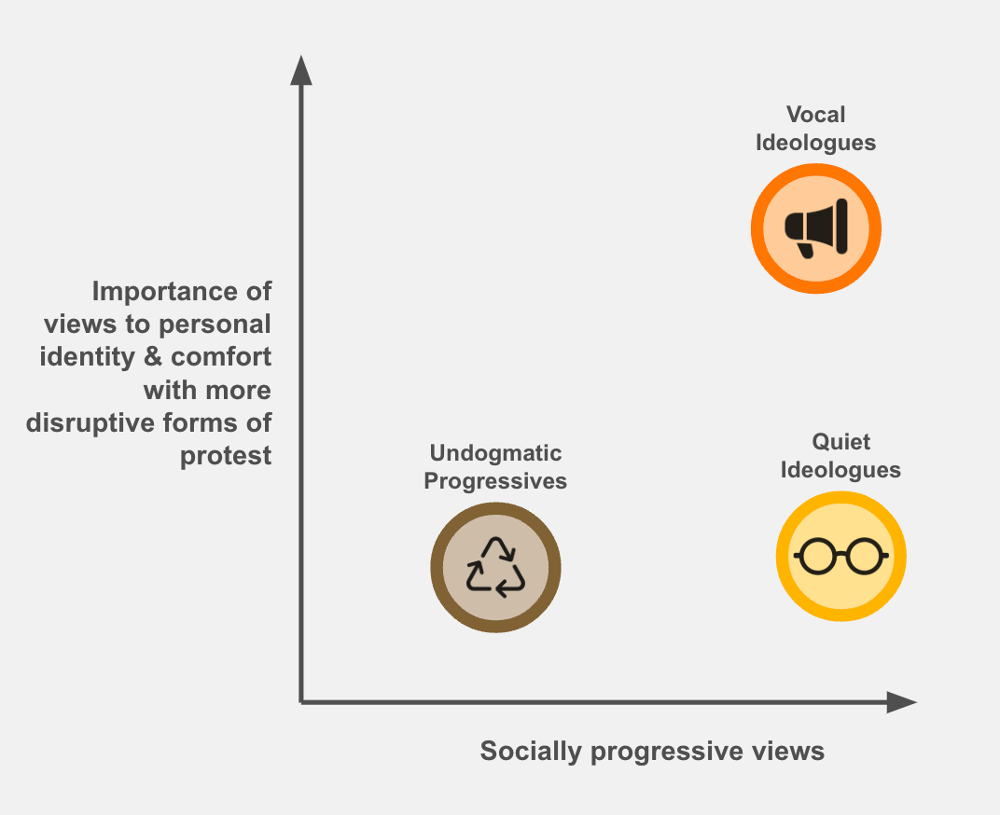 Vocal
Ideologues
Importance of
views to personal
identity & comfort
with more
disruptive forms of
protest
Undogmatic
Progressives
Quiet
Ideologues
Socially progressive views